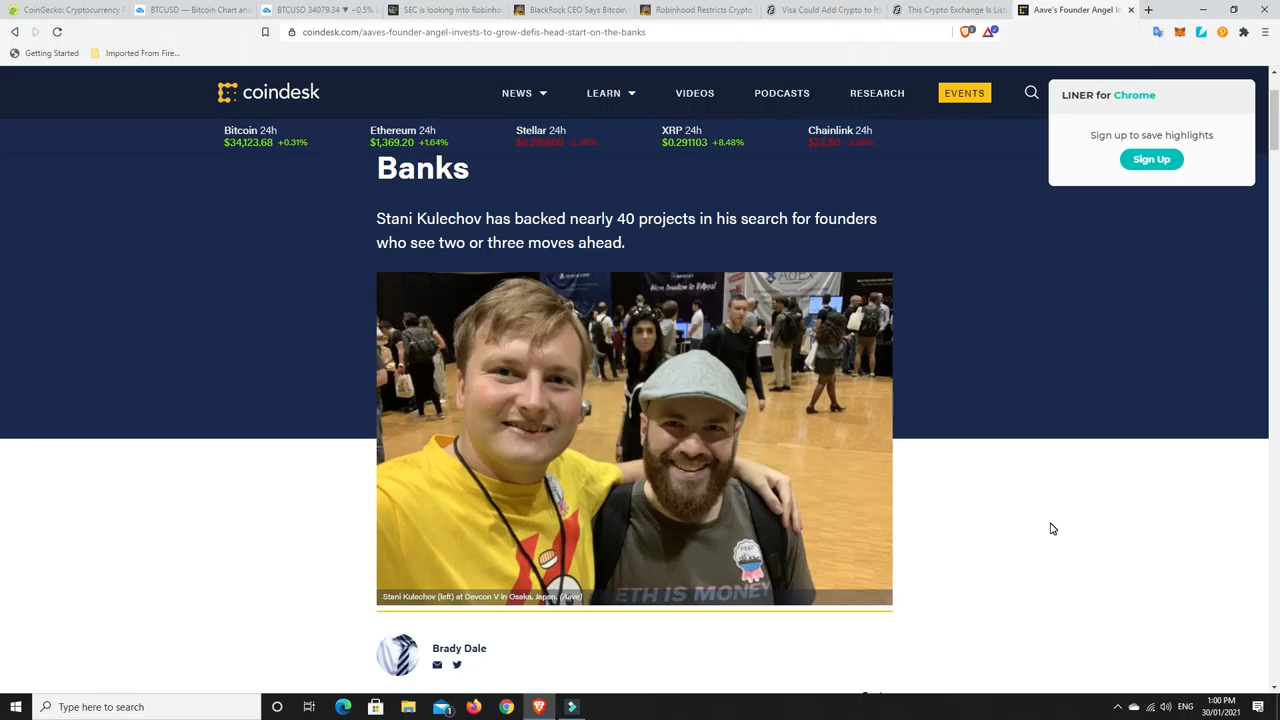 CoinGecko: Cryptocurrency P
BTCUSD — Bitcoin Chart and
BTCUSD 34079.34 ▼ −0.5% U
SEC is looking into Robinhoo
BlackRock CEO Says Bitcoin
Robinhood Restricts Crypto
Visa Could Add Crypto to Its
This Crypto Exchange Is List
Aave's Founder Angel In
coindesk.com/aaves-founder-angel-invests-to-grow-defis-head-start-on-the-banks
Getting Started
Imported From Fire...
coindesk
NEWS
LEARN
VIDEOS
PODCASTS
RESEARCH
EVENTS
LINER for Chrome
Sign up to save highlights
Sign Up
Bitcoin 24h
$34,123.68 +0.31%
Ethereum 24h
$1,369.20 +1.64%
Stellar 24h
XRP 24h
$0.291103 +8.48%
Chainlink 24h
Banks
Stani Kulechov has backed nearly 40 projects in his search for founders
who see two or three moves ahead.
ETH IS MONEY
Stani Kulechov (left) at Devcon V in Osaka, Japan. (Aave)
Brady Dale
Type here to search
ENG
1:00 PM
30/01/2021